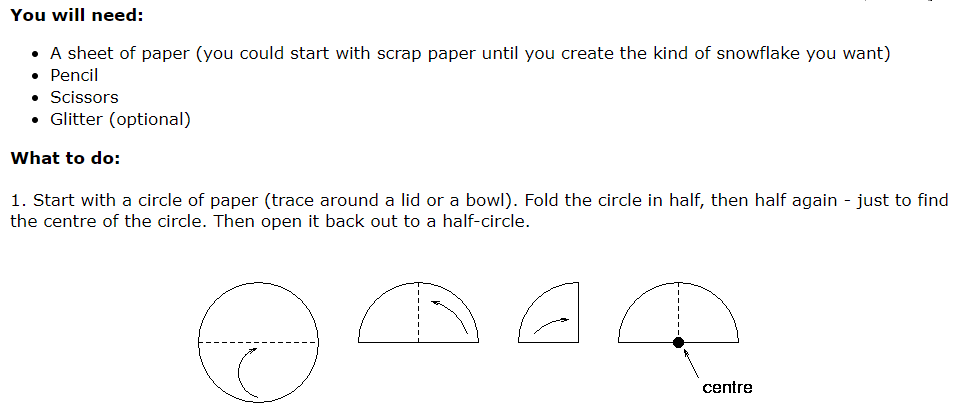 You will need:
• A sheet of paper (you could start with scrap paper until you create the kind of snowflake you want)
• Pencil
• Scissors
• Glitter (optional)
What to do:
1. Start with a circle of paper (trace around a lid or a bowl). Fold the circle in half, then half again - just to find
the centre of the circle. Then open it back out to a half-circle.
centre